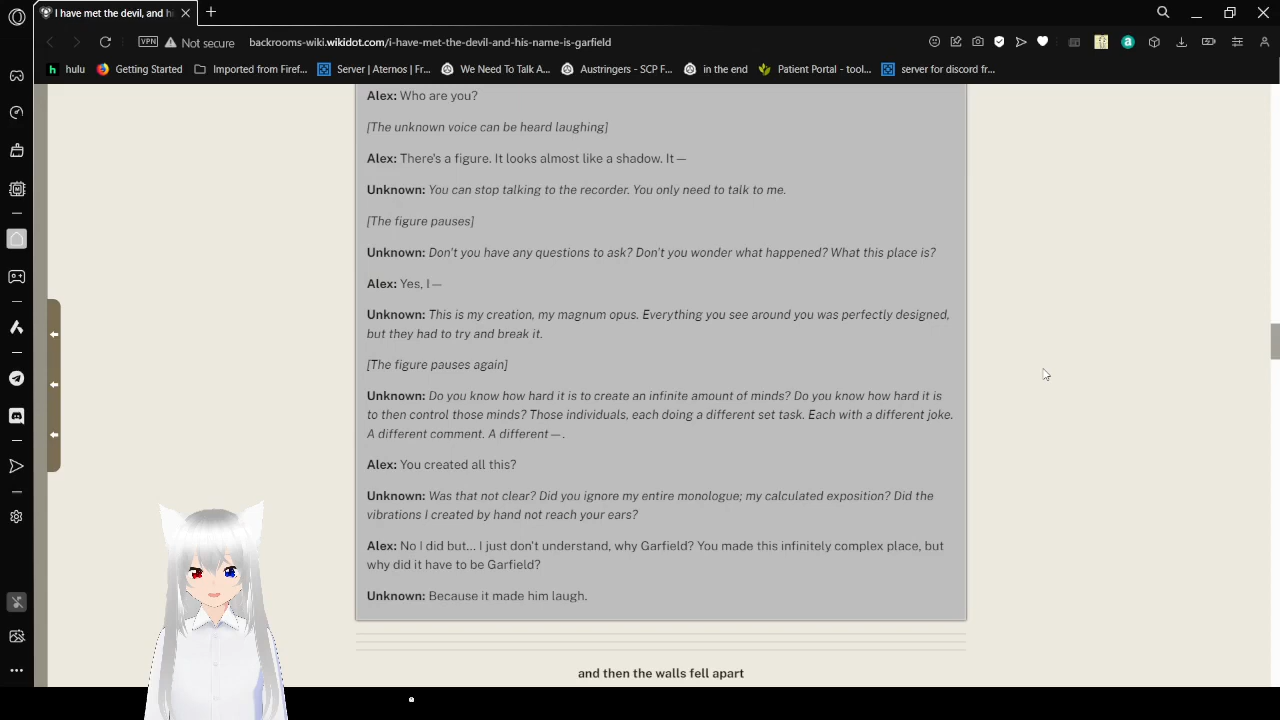 I have met the devil, and hi
VPN
Not secure
backrooms-wiki.wikidot.com/i-have-met-the-devil-and-his-name-is-garfield
hulu
Getting Started
Imported from Firef...
Server | Aternos | Fr...
We Need To Talk A...
Austringers - SCP F...
in the end
Patient Portal - tool...
server for discord fr...
Alex: Who are you?
[The unknown voice can be heard laughing]
Alex: There's a figure. It looks almost like a shadow. It —
Unknown: You can stop talking to the recorder. You only need to talk to me.
[The figure pauses]
Unknown: Don't you have any questions to ask? Don't you wonder what happened? What this place is?
Alex: Yes, I —
Unknown: This is my creation, my magnum opus. Everything you see around you was perfectly designed,
but they had to try and break it.
[The figure pauses again]
Unknown: Do you know how hard it is to create an infinite amount of minds? Do you know how hard it is
to then control those minds? Those individuals, each doing a different set task. Each with a different joke.
A different comment. A different — .
Alex: You created all this?
Unknown: Was that not clear? Did you ignore my entire monologue; my calculated exposition? Did the
vibrations I created by hand not reach your ears?
Alex: No I did but... I just don't understand, why Garfield? You made this infinitely complex place, but
why did it have to be Garfield?
Unknown: Because it made him laugh.
and then the walls fell apart